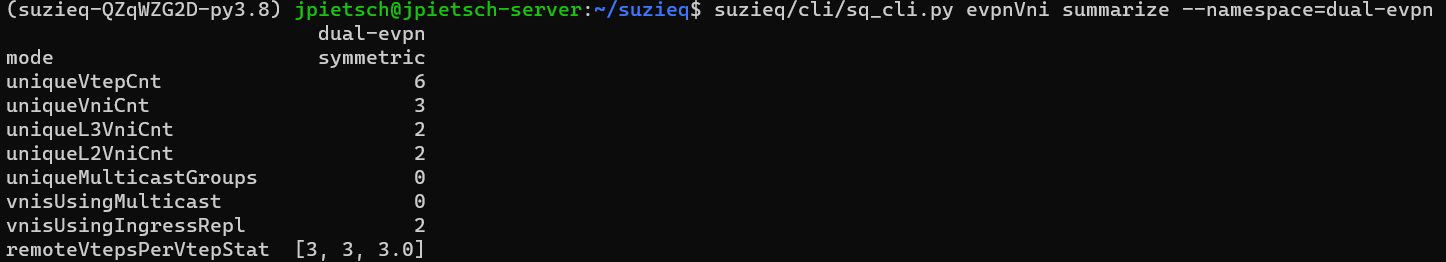 (suzieq-QZqWZG2D-py3.8) jpietsch@jpietsch-server:~/suzieq$ suzieq/cli/sq_cli.py evpnVni summarize --namespace=dual-evpn
dual-evpn
mode symmetric
uniqueVtepCnt 6
uniqueVniCnt 3
uniqueL3VniCnt 2
uniqueL2VniCnt 2
uniqueMulticastGroups 0
vnisUsingMulticast 0
vnisUsingIngressRepl 2
remoteVtepsPerVtepStat [3, 3, 3.0]